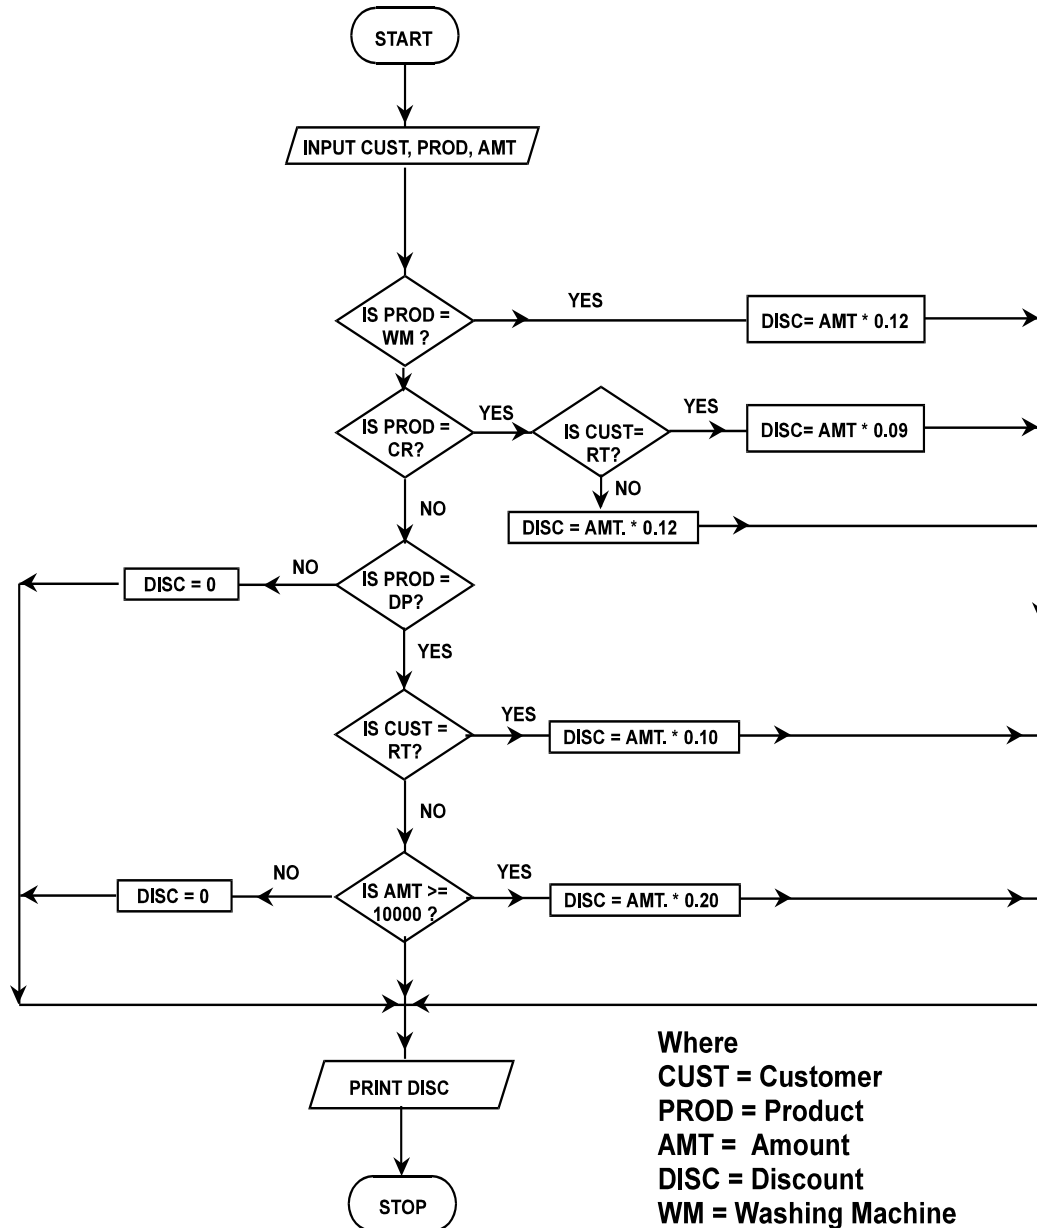 START
INPUT CUST, PROD, AMT
IS PROD =
WM ?
YES
DISC= AMT * 0.12
IS PROD =
CR?
YES
IS CUST=
RT?
YES
DISC= AMT * 0.09
NO
DISC = AMT. * 0.12
NO
IS PROD =
DP?
NO
DISC = 0
YES
IS CUST =
RT?
YES
DISC = AMT. * 0.10
NO
IS AMT >=
10000 ?
NO
DISC = 0
YES
DISC = AMT. * 0.20
PRINT DISC
STOP
Where
CUST = Customer
PROD = Product
AMT =  Amount
DISC = Discount
WM = Washing Machine